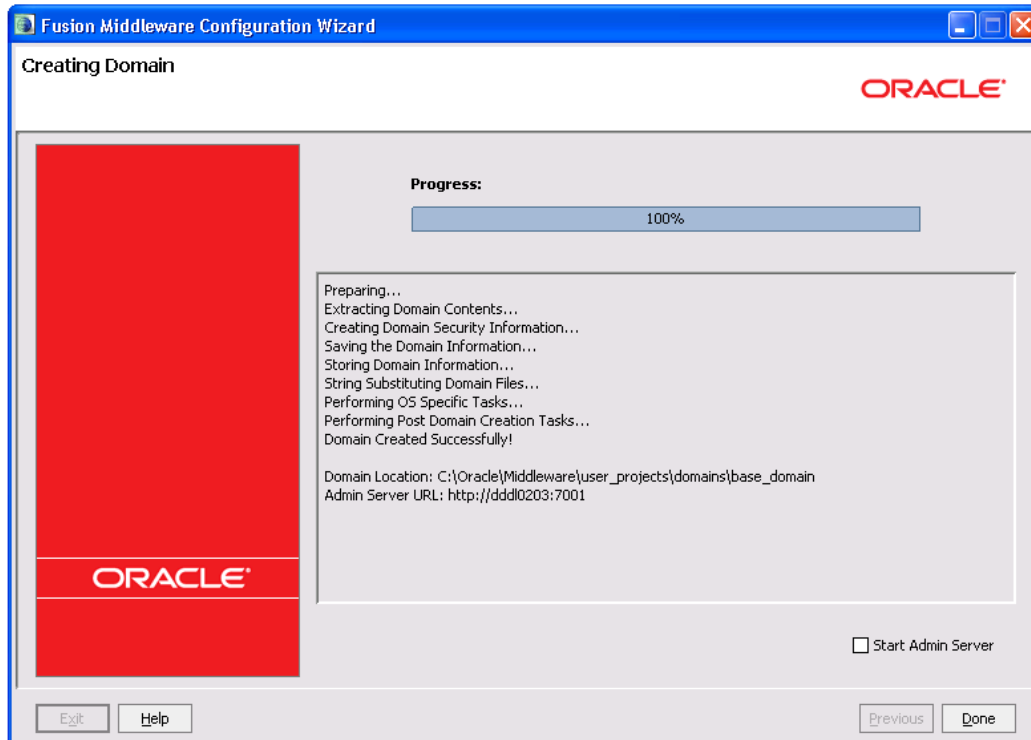 Fusion Middleware Configuration Wizard
Creating Domain
ORACLE
Progress:
100%
Preparing...
Extracting Domain Contents...
Creating Domain Security Information...
Saving the Domain Information...
Storing Domain Information...
String Substituting Domain Files...
Performing OS Specific Tasks...
Performing Post Domain Creation Tasks...
Domain Created Successfully!
Domain Location: C:\Oracle\Middleware\user_projects\domains\base_domain
Admin Server URL: http://dddl0203:7001
ORACLE
Start Admin Server
Exit Help Previous Done